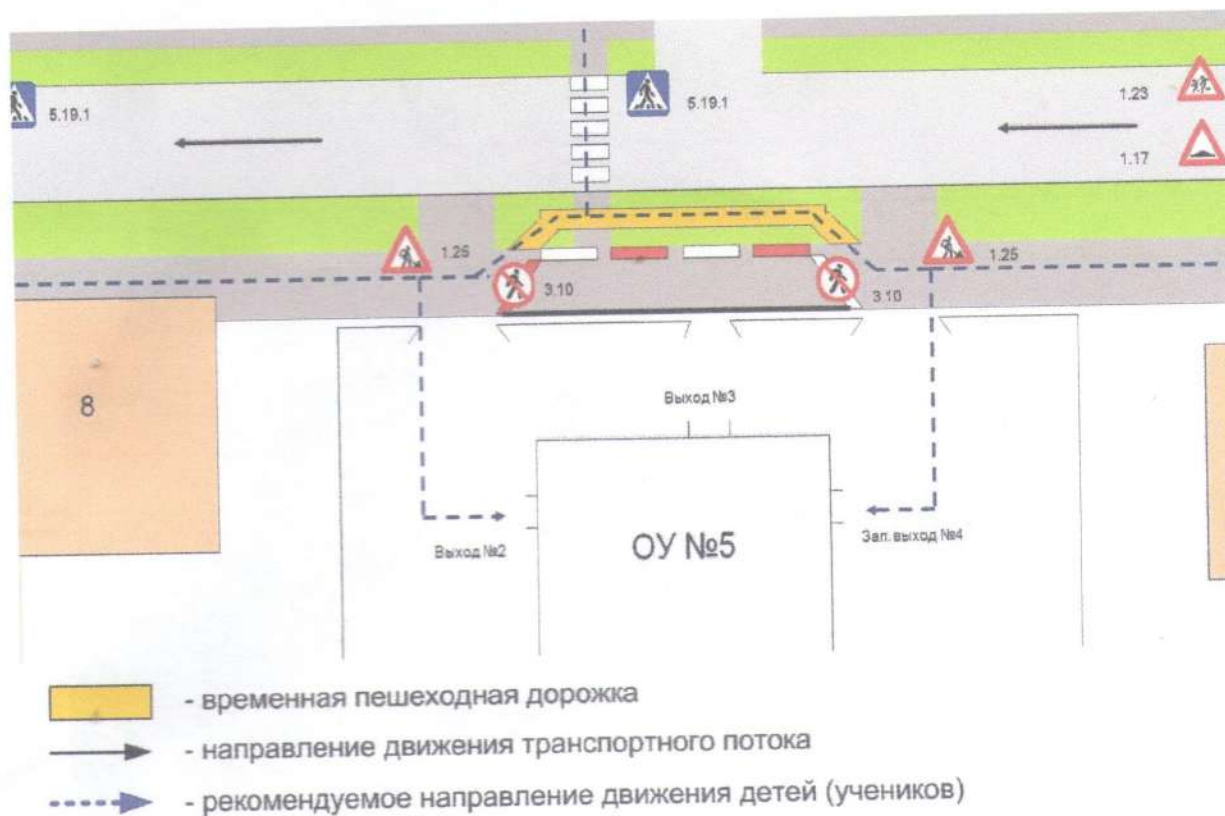 5.19.1
5.19.1
1.23
1.17
1.25
1.25
3.10
3.10
8
Выход №3
ОУ №5
Выход №2
Зап. выход №4
- временная пешеходная дорожка
- направление движения транспортного потока
- рекомендуемое направление движения детей (учеников)